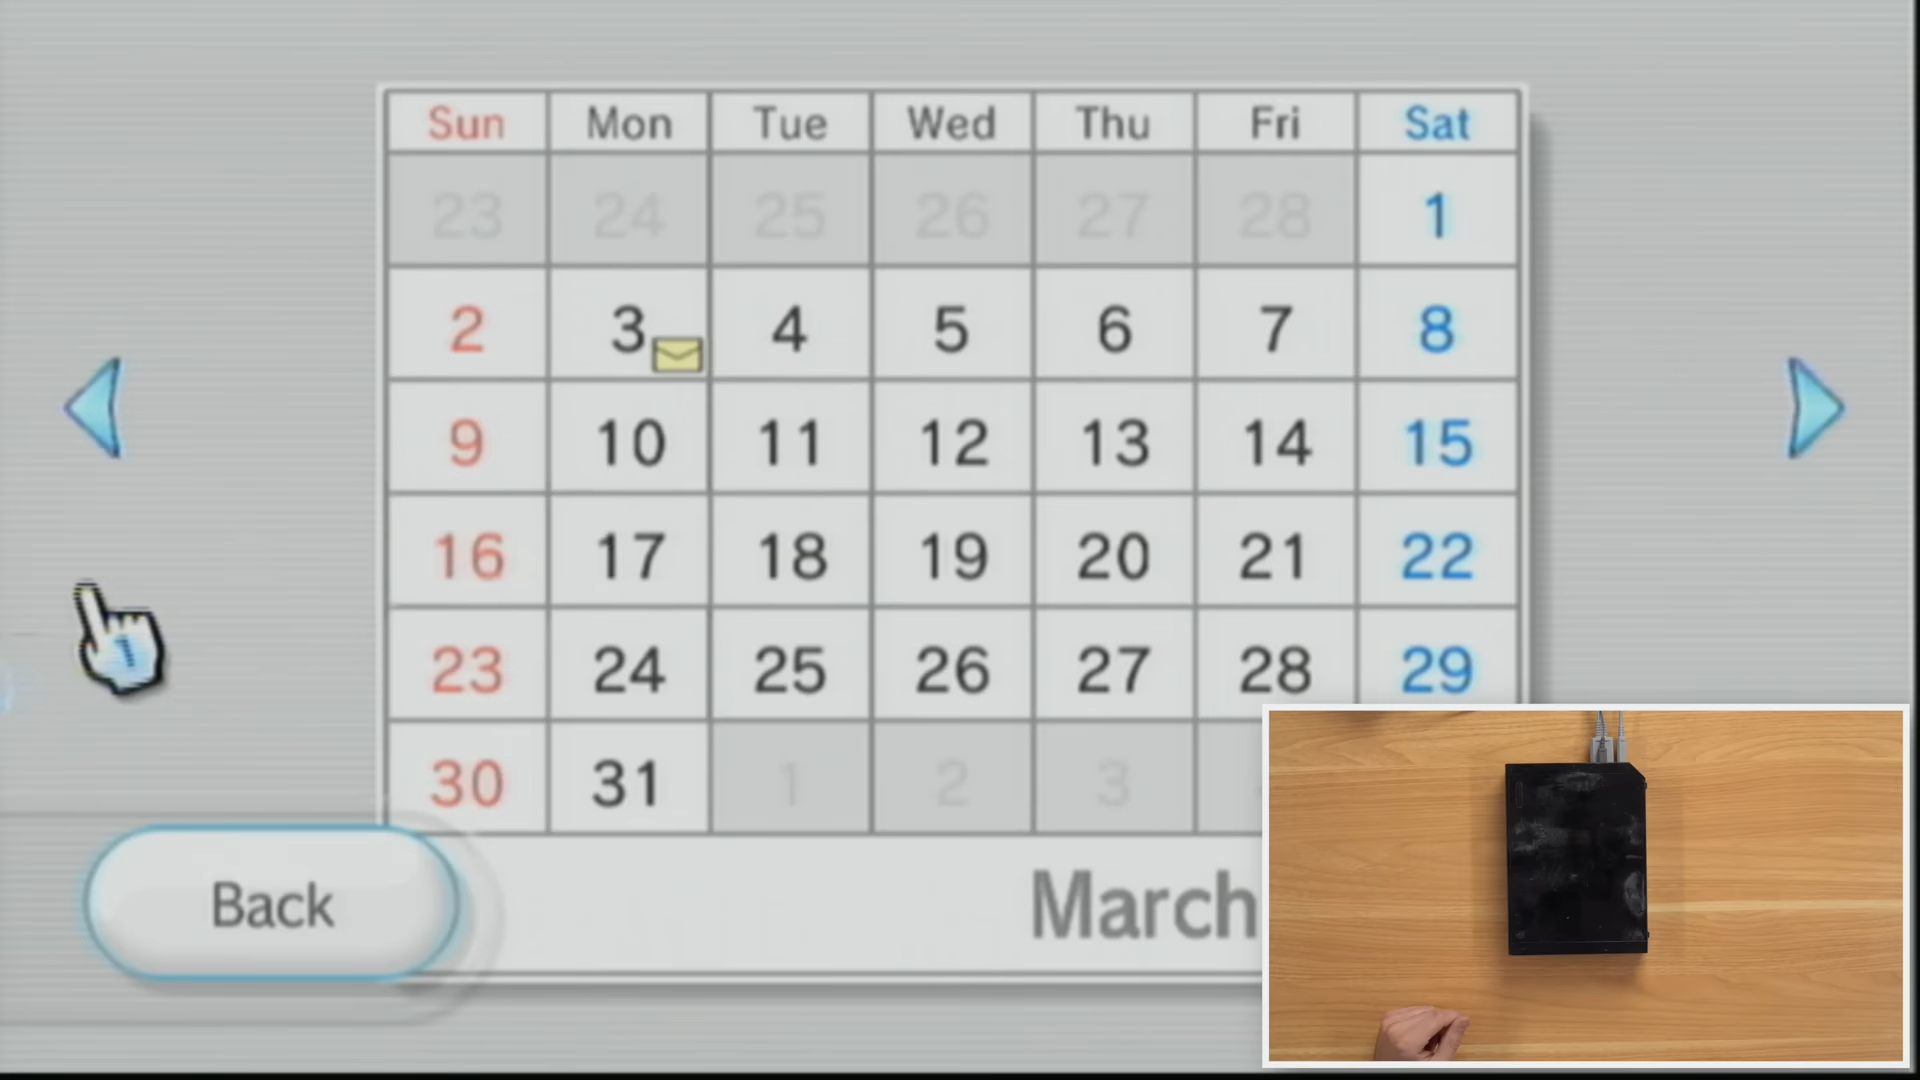 Sun Mon Tue Wed Thu Fri Sat
23 24 25 26 27 28 1
2 3 4 5 6 7 8
9 10 11 12 13 14 15
16 17 18 19 20 21 22
23 24 25 26 27 28 29
30 31 1 2 3
1
Back
March